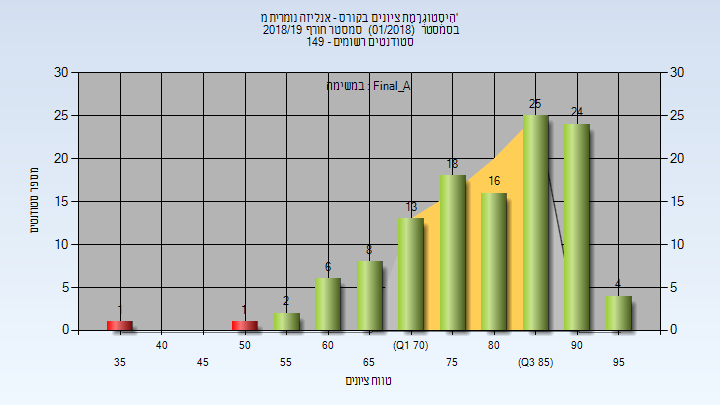 היסטוגרמת ציונים בקורס - אנליזה נומרית מ'
בסמסטר (01/2018) סמסטר חורף 2018/19
סטודנטים רשומים - 149
במשימה : Final_A
30 30
25 25
20 20
15 15
10 10
5 5
0 0
1 1 2 6 8 13 18 16 25 24 4
מספר סטודנטים
40 50 60 (Q1 70) 80 90
35 45 55 65 75 (Q3 85) 95
טווח ציונים